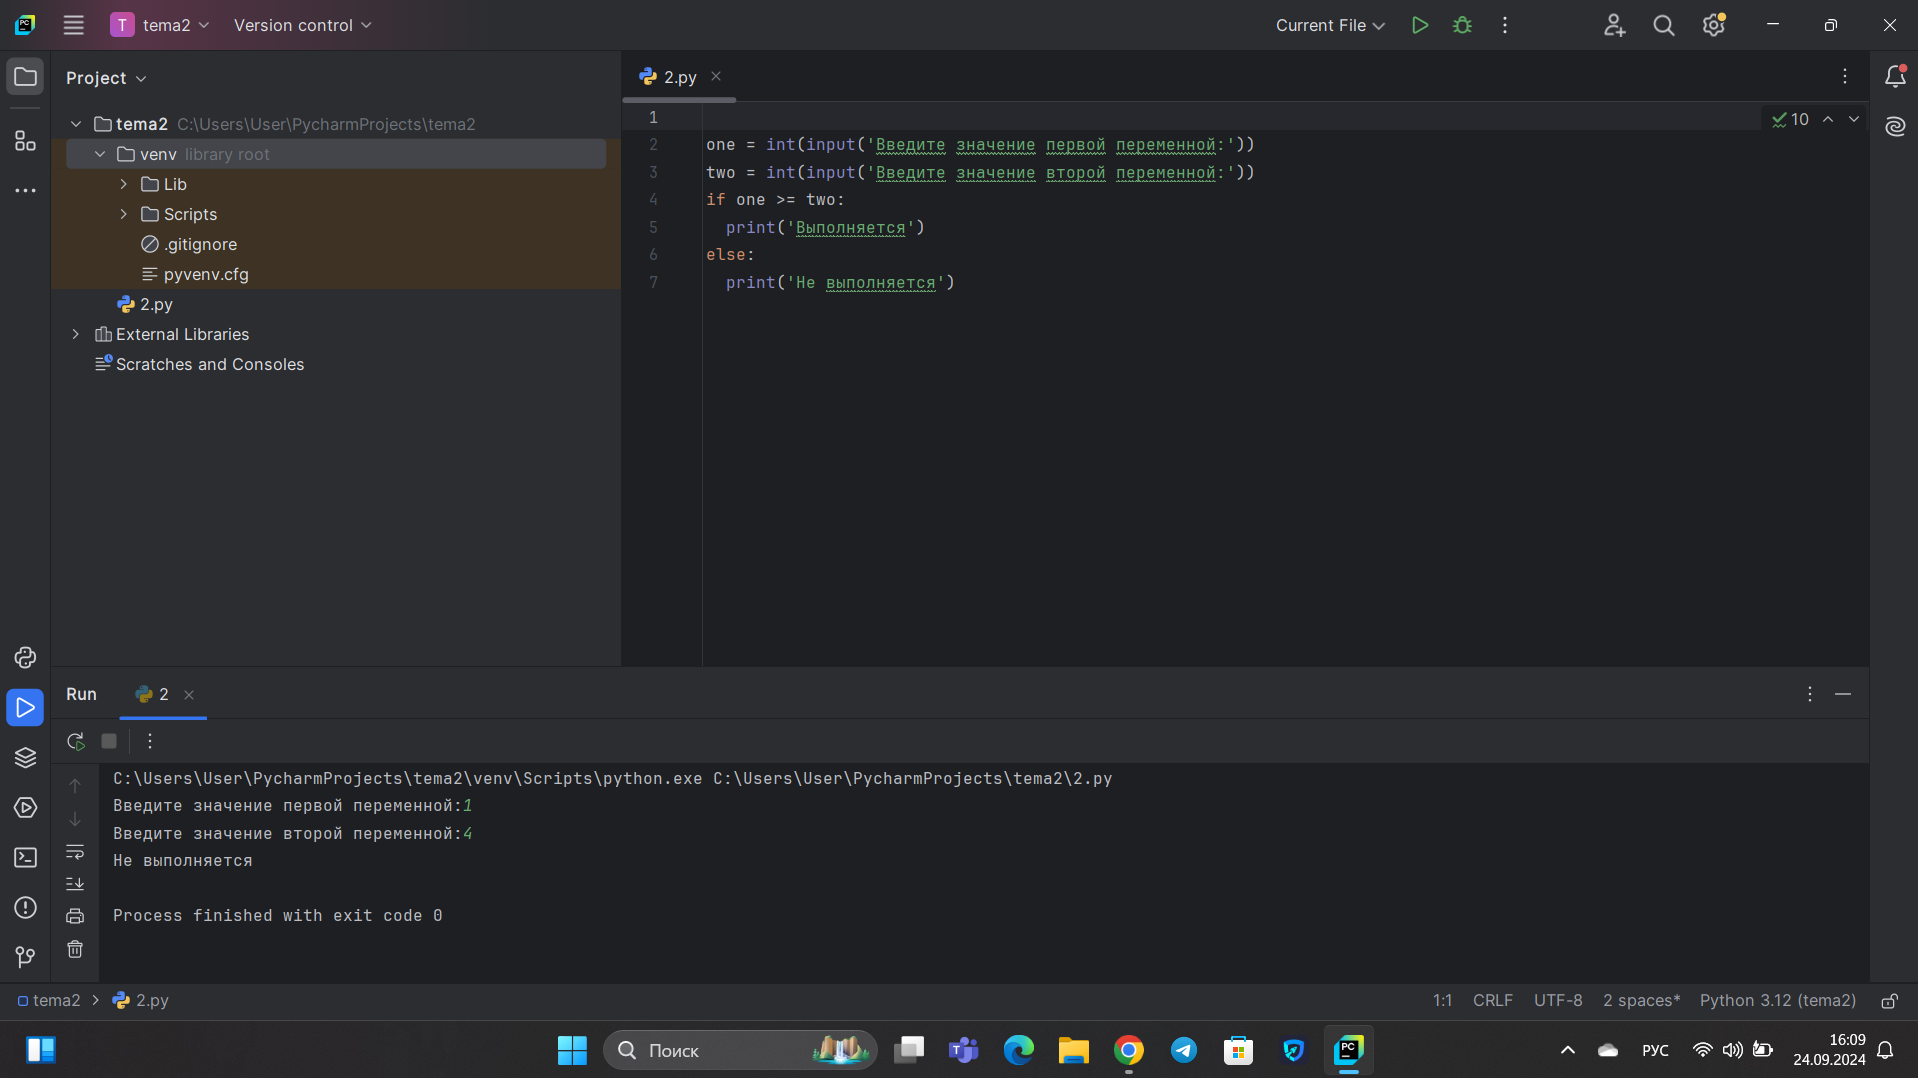 T tema2 Version control Current File
Project
2.py
tema2 C:\Users\User\PycharmProjects\tema2
venv library root
Lib
Scripts
.gitignore
pyvenv.cfg
2.py
External Libraries
Scratches and Consoles
10
1
2 one = int(input('Введите значение первой переменной:'))
3 two = int(input('Введите значение второй переменной:'))
4 if one >= two:
5 print('Выполняется')
6 else:
7 print('Не выполняется')
Run 2
C:\Users\User\PycharmProjects\tema2\venv\Scripts\python.exe C:\Users\User\PycharmProjects\tema2\2.py
Введите значение первой переменной:1
Введите значение второй переменной:4
Не выполняется
Process finished with exit code 0
tema2 2.py 1:1 CRLF UTF-8 2 spaces* Python 3.12 (tema2)
Поиск РУС 16:09
24.09.2024